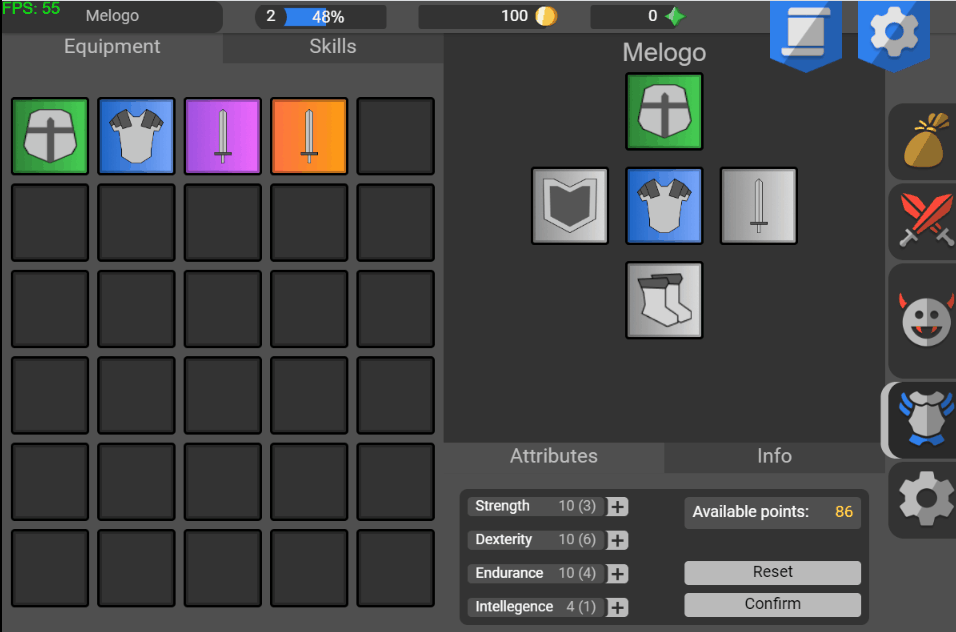 FPS: 55
Melogo
2
48%
100
0
Equipment
Skills
Melogo
Attributes
Info
Strength 10 (3) +
Dexterity 10 (6) +
Endurance 10 (4) +
Intellegence 4 (1) +
Available points: 86
Reset
Confirm